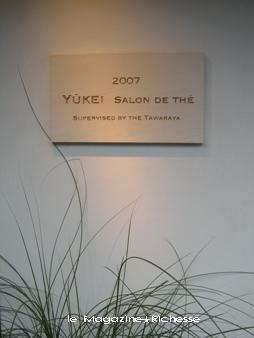 2007
YŪKEI SALON DE THÉ
SUPERVISED BY THE TAWARAYA
le Magazine★Richesse